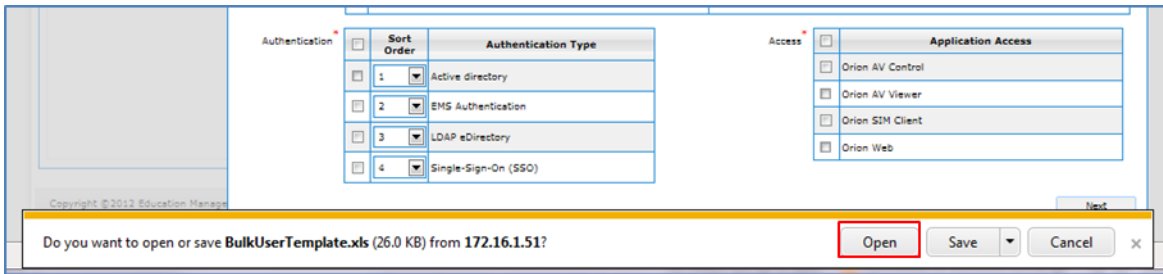 Authentication * Sort Order Authentication Type Access * Application Access
1 Active directory Orion AV Control
2 EMS Authentication Orion AV Viewer
3 LDAP eDirectory Orion SIM Client
4 Single-Sign-On (SSO) Orion Web
Copyright ©2012 Education Manage
Next
Do you want to open or save BulkUserTemplate.xls (26.0 KB) from 172.16.1.51? Open Save Cancel ×